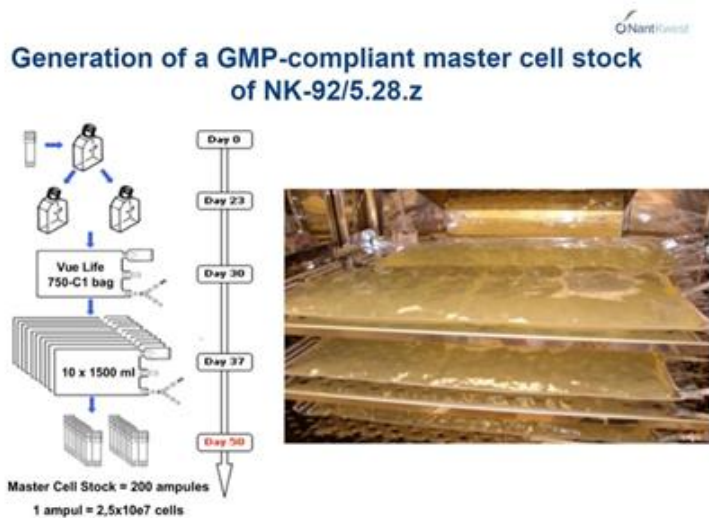 NantKwest
Generation of a GMP-compliant master cell stock
of NK-92/5.28.z
Day 0
Day 23
Vue Life
750-C1 bag
Day 30
10 x 1500 ml
Day 37
Day 50
Master Cell Stock = 200 ampules
1 ampul = 2,5x10e7 cells